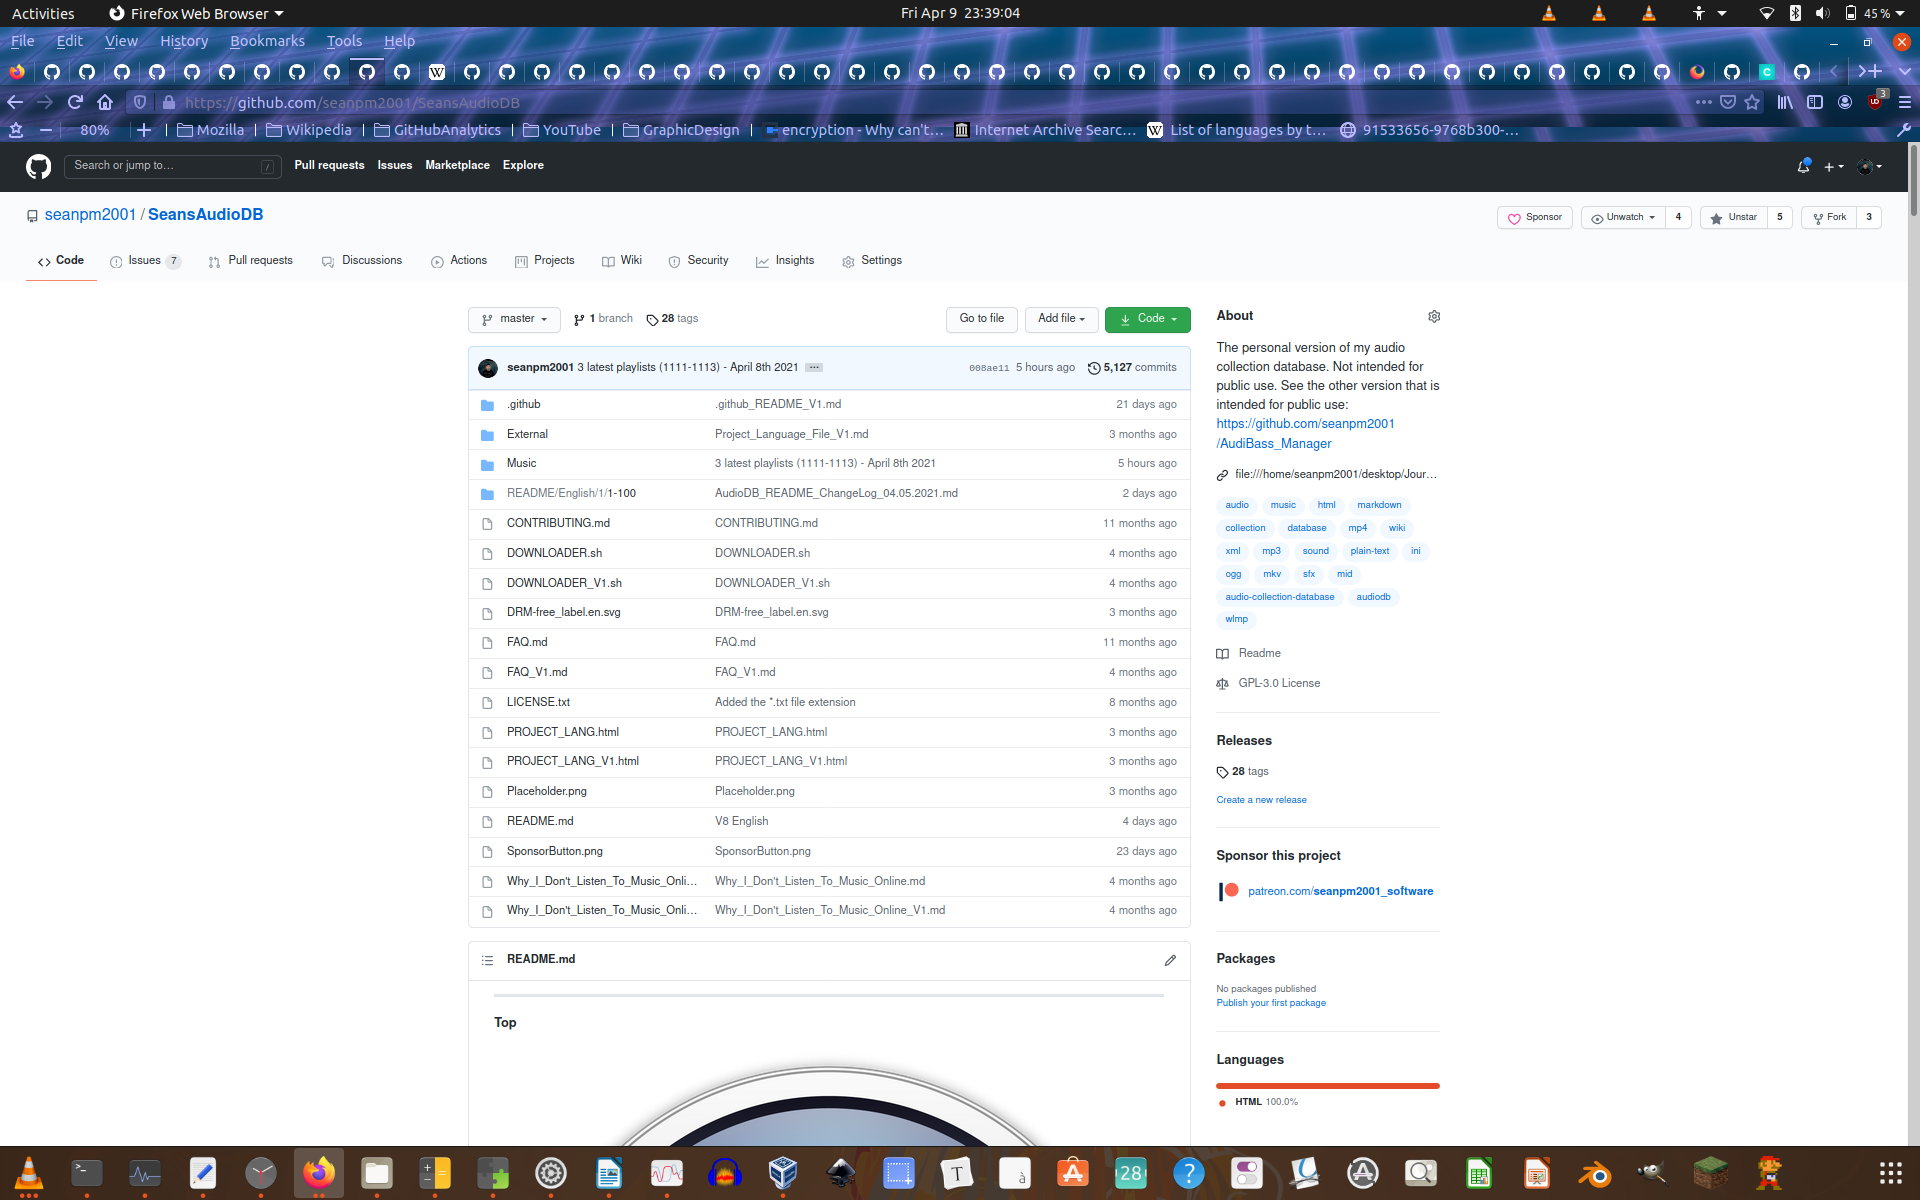 Activities Firefox Web Browser Fri Apr 9 23:39:04 45 %
File Edit View History Bookmarks Tools Help
https://github.com/seanpm2001/SeansAudioDB 3
80% Mozilla Wikipedia GitHubAnalytics YouTube GraphicDesign encryption - Why can't… Internet Archive Searc… List of languages by t… 91533656-9768b300-…
Search or jump to… / Pull requests Issues Marketplace Explore
seanpm2001 / SeansAudioDB Sponsor Unwatch 4 Unstar 5 Fork 3
Code Issues 7 Pull requests Discussions Actions Projects Wiki Security Insights Settings
master 1 branch 28 tags Go to file Add file Code
seanpm2001 3 latest playlists (1111-1113) - April 8th 2021 ··· 008ae11 5 hours ago 5,127 commits
.github .github_README_V1.md 21 days ago
External Project_Language_File_V1.md 3 months ago
Music 3 latest playlists (1111-1113) - April 8th 2021 5 hours ago
README/English/1/1-100 AudioDB_README_ChangeLog_04.05.2021.md 2 days ago
CONTRIBUTING.md CONTRIBUTING.md 11 months ago
DOWNLOADER.sh DOWNLOADER.sh 4 months ago
DOWNLOADER_V1.sh DOWNLOADER_V1.sh 4 months ago
DRM-free_label.en.svg DRM-free_label.en.svg 3 months ago
FAQ.md FAQ.md 11 months ago
FAQ_V1.md FAQ_V1.md 4 months ago
LICENSE.txt Added the *.txt file extension 8 months ago
PROJECT_LANG.html PROJECT_LANG.html 3 months ago
PROJECT_LANG_V1.html PROJECT_LANG_V1.html 3 months ago
Placeholder.png Placeholder.png 3 months ago
README.md V8 English 4 days ago
SponsorButton.png SponsorButton.png 23 days ago
Why_I_Don't_Listen_To_Music_Onli… Why_I_Don't_Listen_To_Music_Online.md 4 months ago
Why_I_Don't_Listen_To_Music_Onli… Why_I_Don't_Listen_To_Music_Online_V1.md 4 months ago
README.md
Top
About
The personal version of my audio
collection database. Not intended for
public use. See the other version that is
intended for public use:
https://github.com/seanpm2001
/AudiBass_Manager
file:///home/seanpm2001/desktop/Jour…
audio music html markdown
collection database mp4 wiki
xml mp3 sound plain-text ini
ogg mkv sfx mid
audio-collection-database audiodb
wlmp
Readme
GPL-3.0 License
Releases
28 tags
Create a new release
Sponsor this project
patreon.com/seanpm2001_software
Packages
No packages published
Publish your first package
Languages
HTML 100.0%